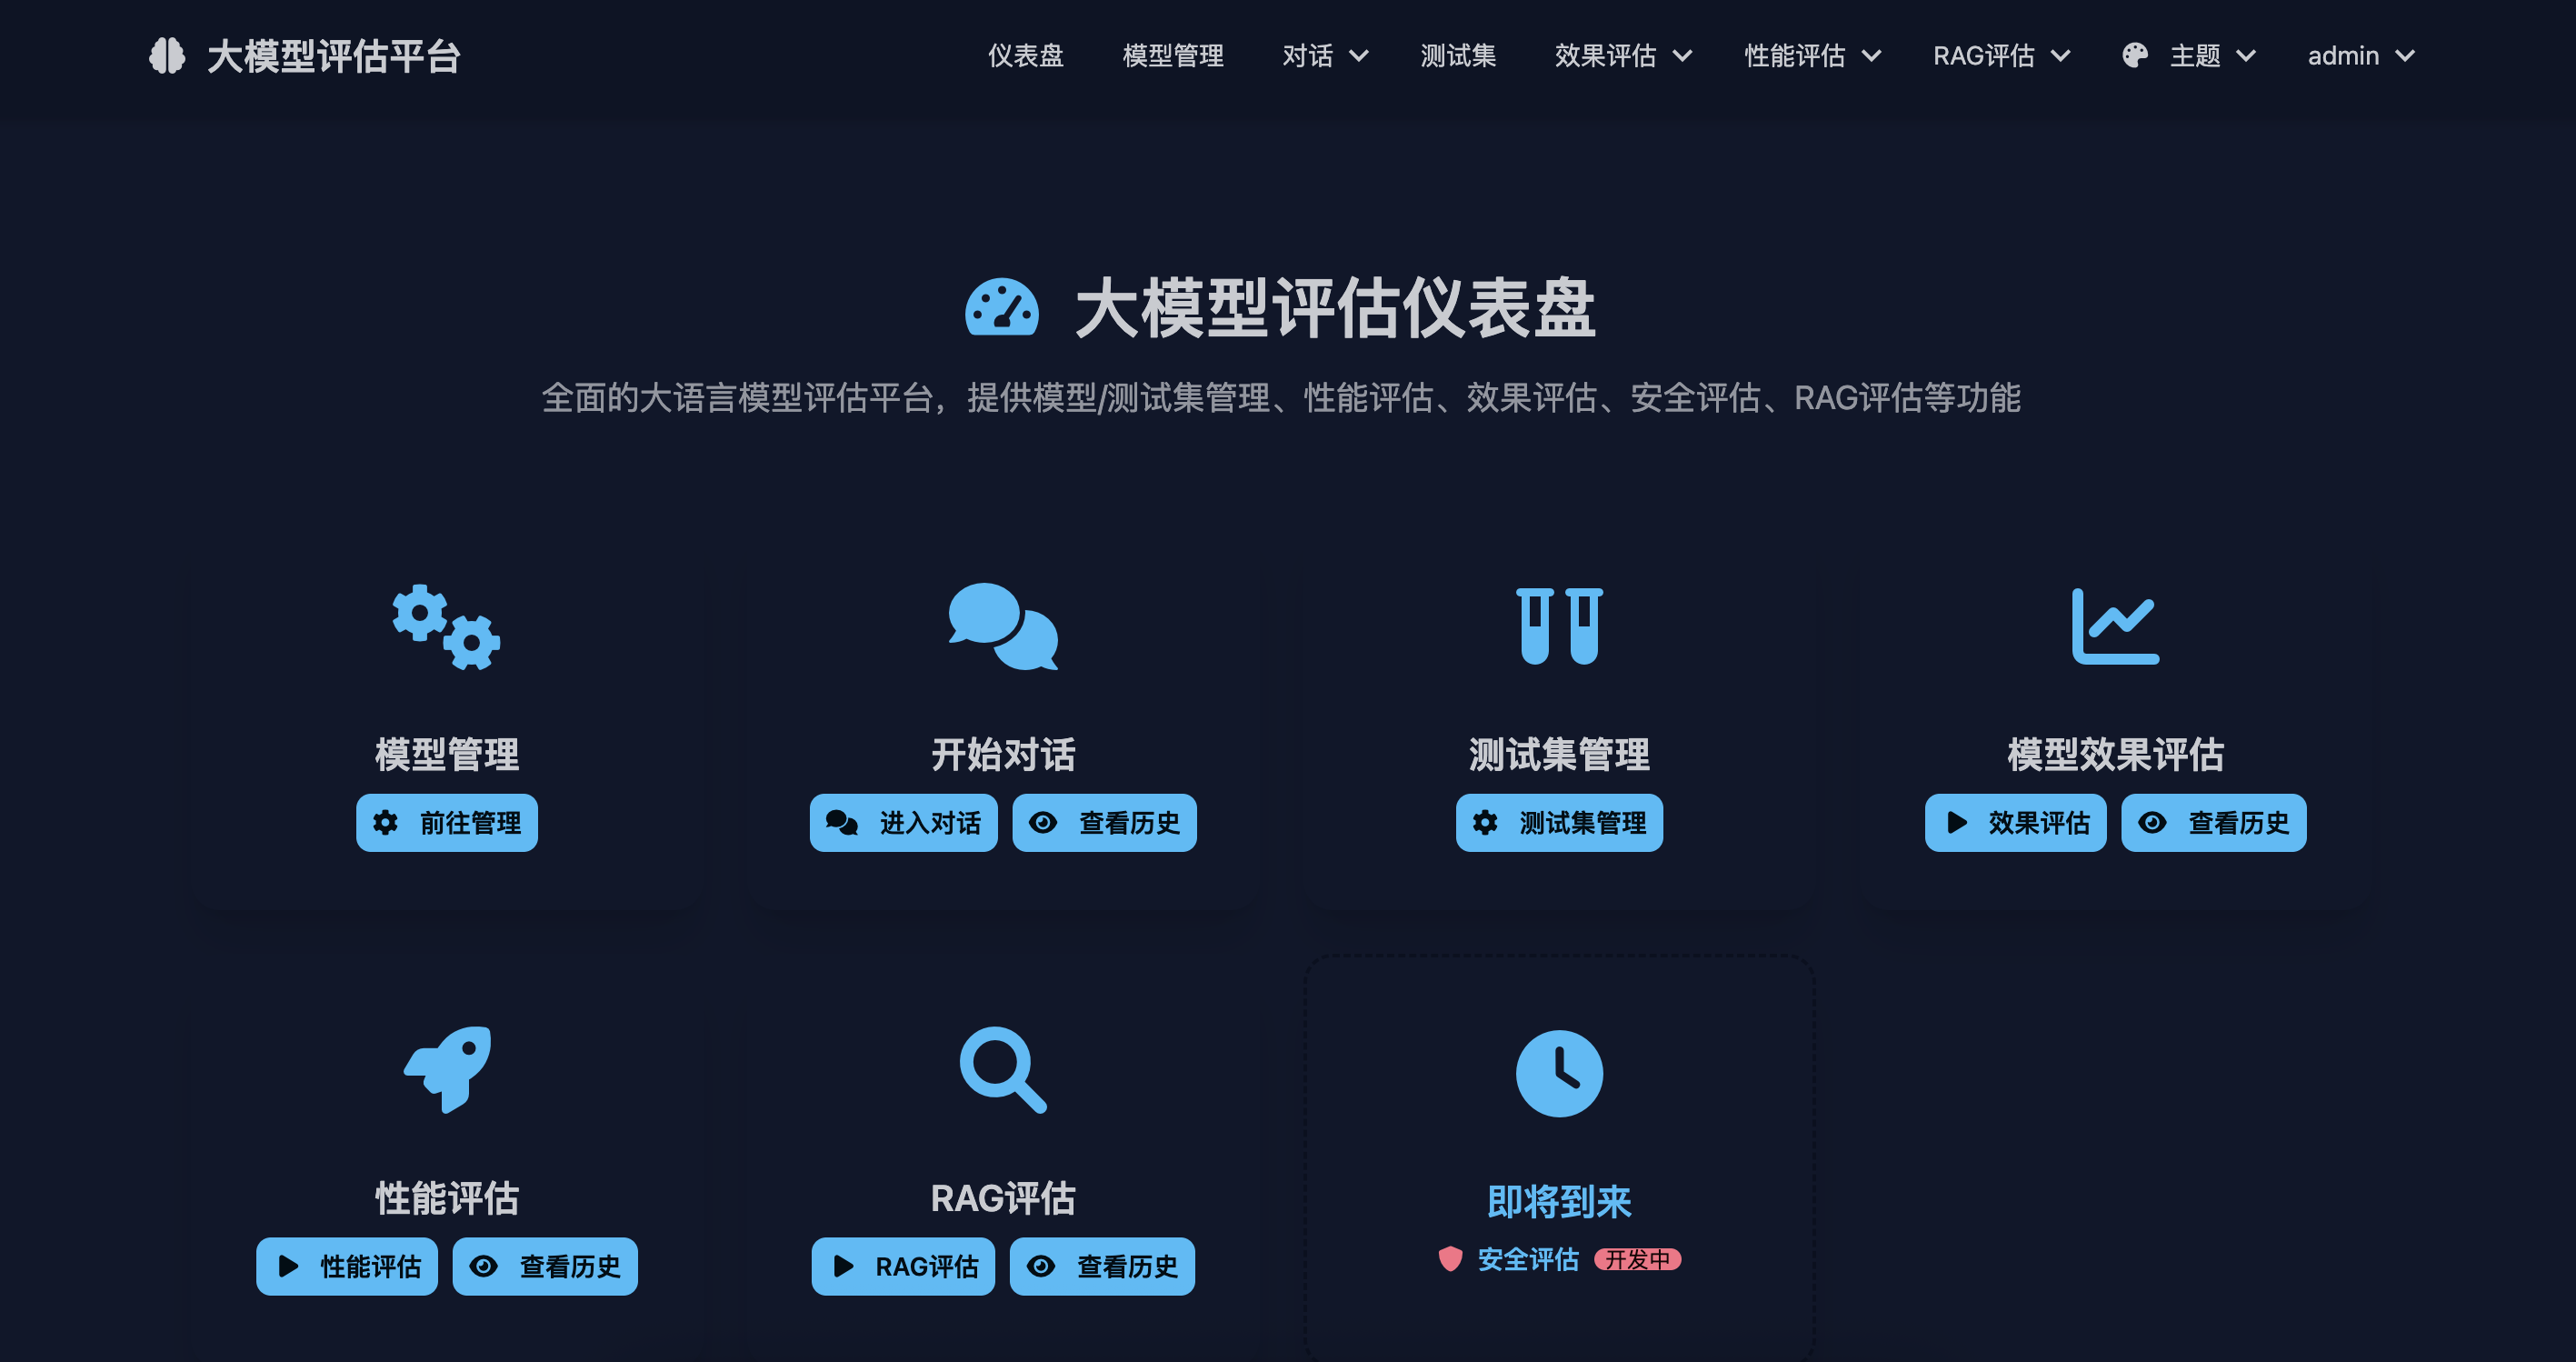 大模型评估平台 仪表盘 模型管理 对话 测试集 效果评估 性能评估 RAG评估 主题 admin
大模型评估仪表盘
全面的大语言模型评估平台，提供模型/测试集管理、性能评估、效果评估、安全评估、RAG评估等功能
模型管理
前往管理
开始对话
进入对话 查看历史
测试集管理
测试集管理
模型效果评估
效果评估 查看历史
性能评估
性能评估 查看历史
RAG评估
RAG评估 查看历史
即将到来
安全评估 开发中